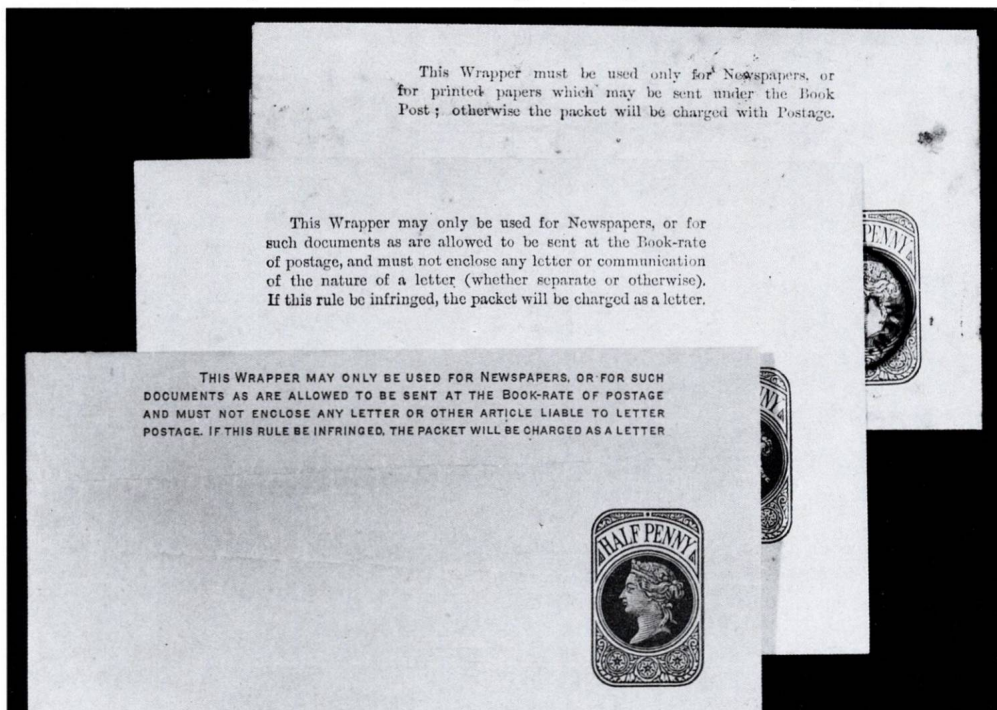 This Wrapper must be used only for Newspapers, or
for printed papers which may be sent under the Book
Post; otherwise the packet will be charged with Postage.
PENNY
This Wrapper may only be used for Newspapers, or for
such documents as are allowed to be sent at the Book-rate
of postage, and must not enclose any letter or communication
of the nature of a letter (whether separate or otherwise).
If this rule be infringed, the packet will be charged as a letter.
PENNY
THIS WRAPPER MAY ONLY BE USED FOR NEWSPAPERS, OR FOR SUCH
DOCUMENTS AS ARE ALLOWED TO BE SENT AT THE BOOK-RATE OF POSTAGE
AND MUST NOT ENCLOSE ANY LETTER OR OTHER ARTICLE LIABLE TO LETTER
POSTAGE. IF THIS RULE BE INFRINGED, THE PACKET WILL BE CHARGED AS A LETTER
HALF PENNY